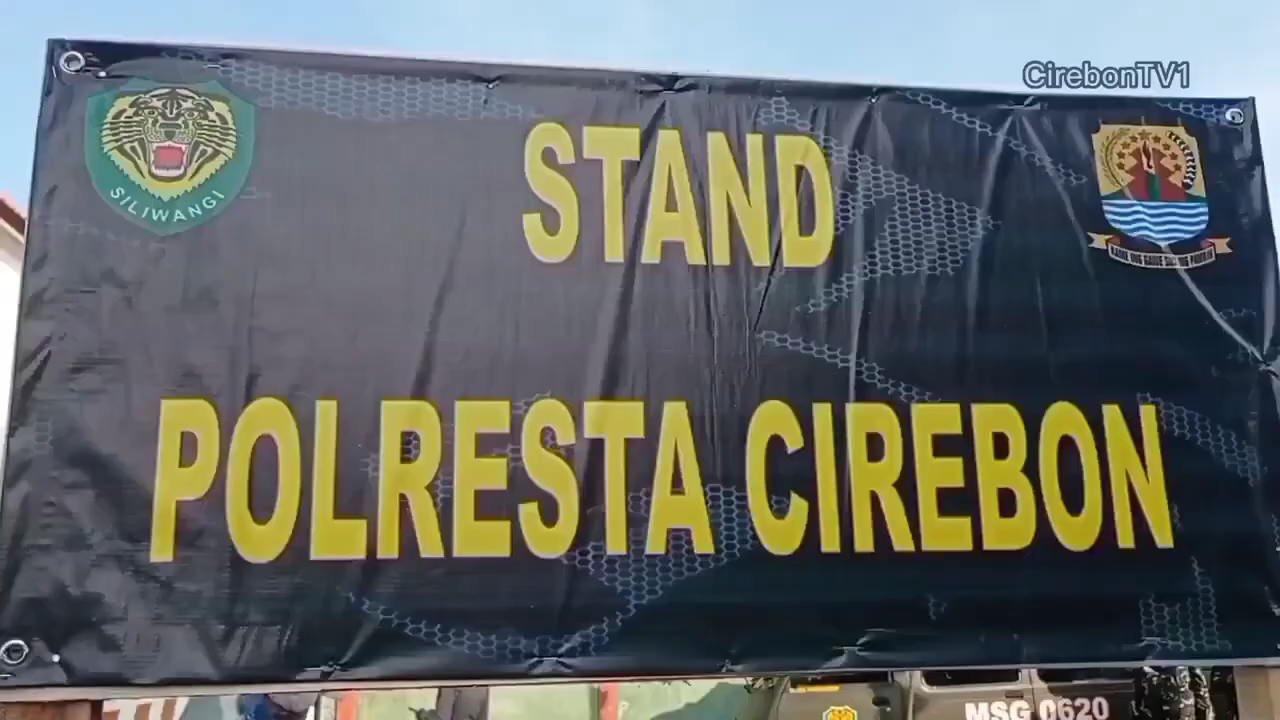 CirebonTV1
SILIWANGI
STAND
POLRESTA CIREBON
MSG 0620